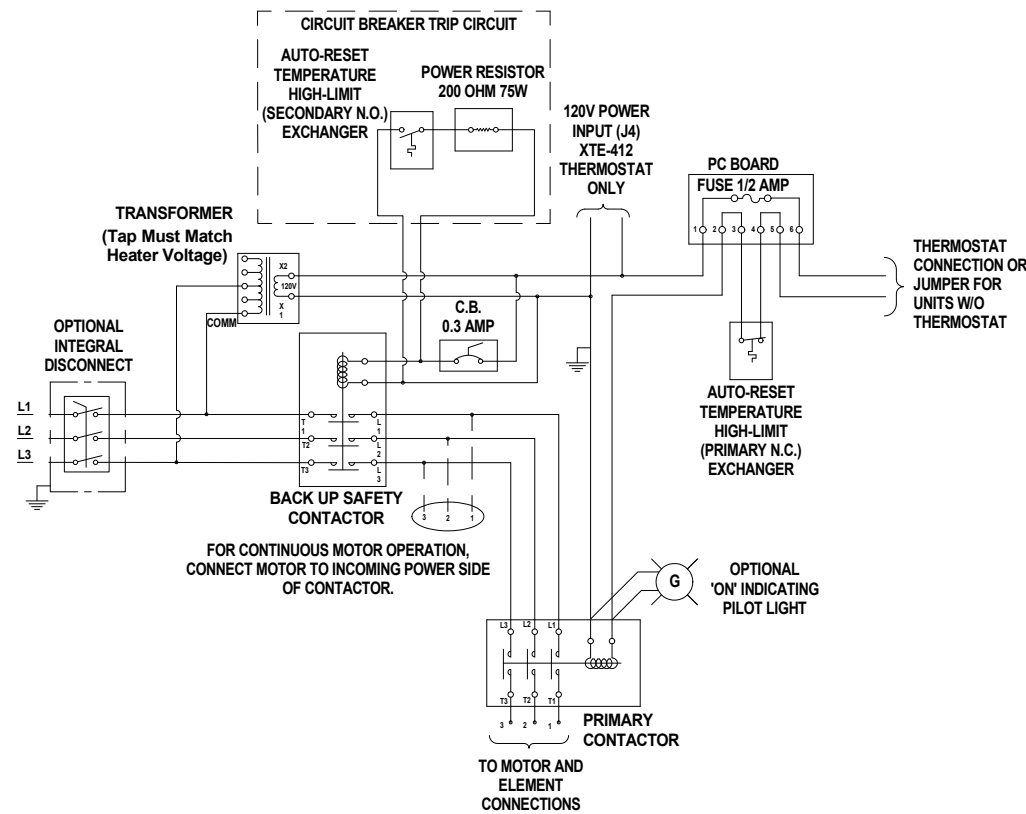 CIRCUIT BREAKER TRIP CIRCUIT
AUTO-RESET
TEMPERATURE
HIGH-LIMIT
(SECONDARY N.O.)
EXCHANGER
POWER RESISTOR
200 OHM 75W
120V POWER
INPUT (J4)
XTE-412
THERMOSTAT
ONLY
PC BOARD
FUSE 1/2 AMP
1 2 3 4 5 6
TRANSFORMER
(Tap Must Match
Heater Voltage)
X2
120V
X
1
COMM
THERMOSTAT
CONNECTION OR
JUMPER FOR
UNITS W/O
THERMOSTAT
C.B.
0.3 AMP
OPTIONAL
INTEGRAL
DISCONNECT
AUTO-RESET
TEMPERATURE
HIGH-LIMIT
(PRIMARY N.C.)
EXCHANGER
L1
L2
L3
T
1
T2
T3
L
1
L
2
L
3
BACK UP SAFETY
CONTACTOR
3 2 1
FOR CONTINUOUS MOTOR OPERATION,
CONNECT MOTOR TO INCOMING POWER SIDE
OF CONTACTOR.
G
OPTIONAL
'ON' INDICATING
PILOT LIGHT
L3 L2 L1
T3 T2 T1
3 2 1
PRIMARY
CONTACTOR
TO MOTOR AND
ELEMENT
CONNECTIONS